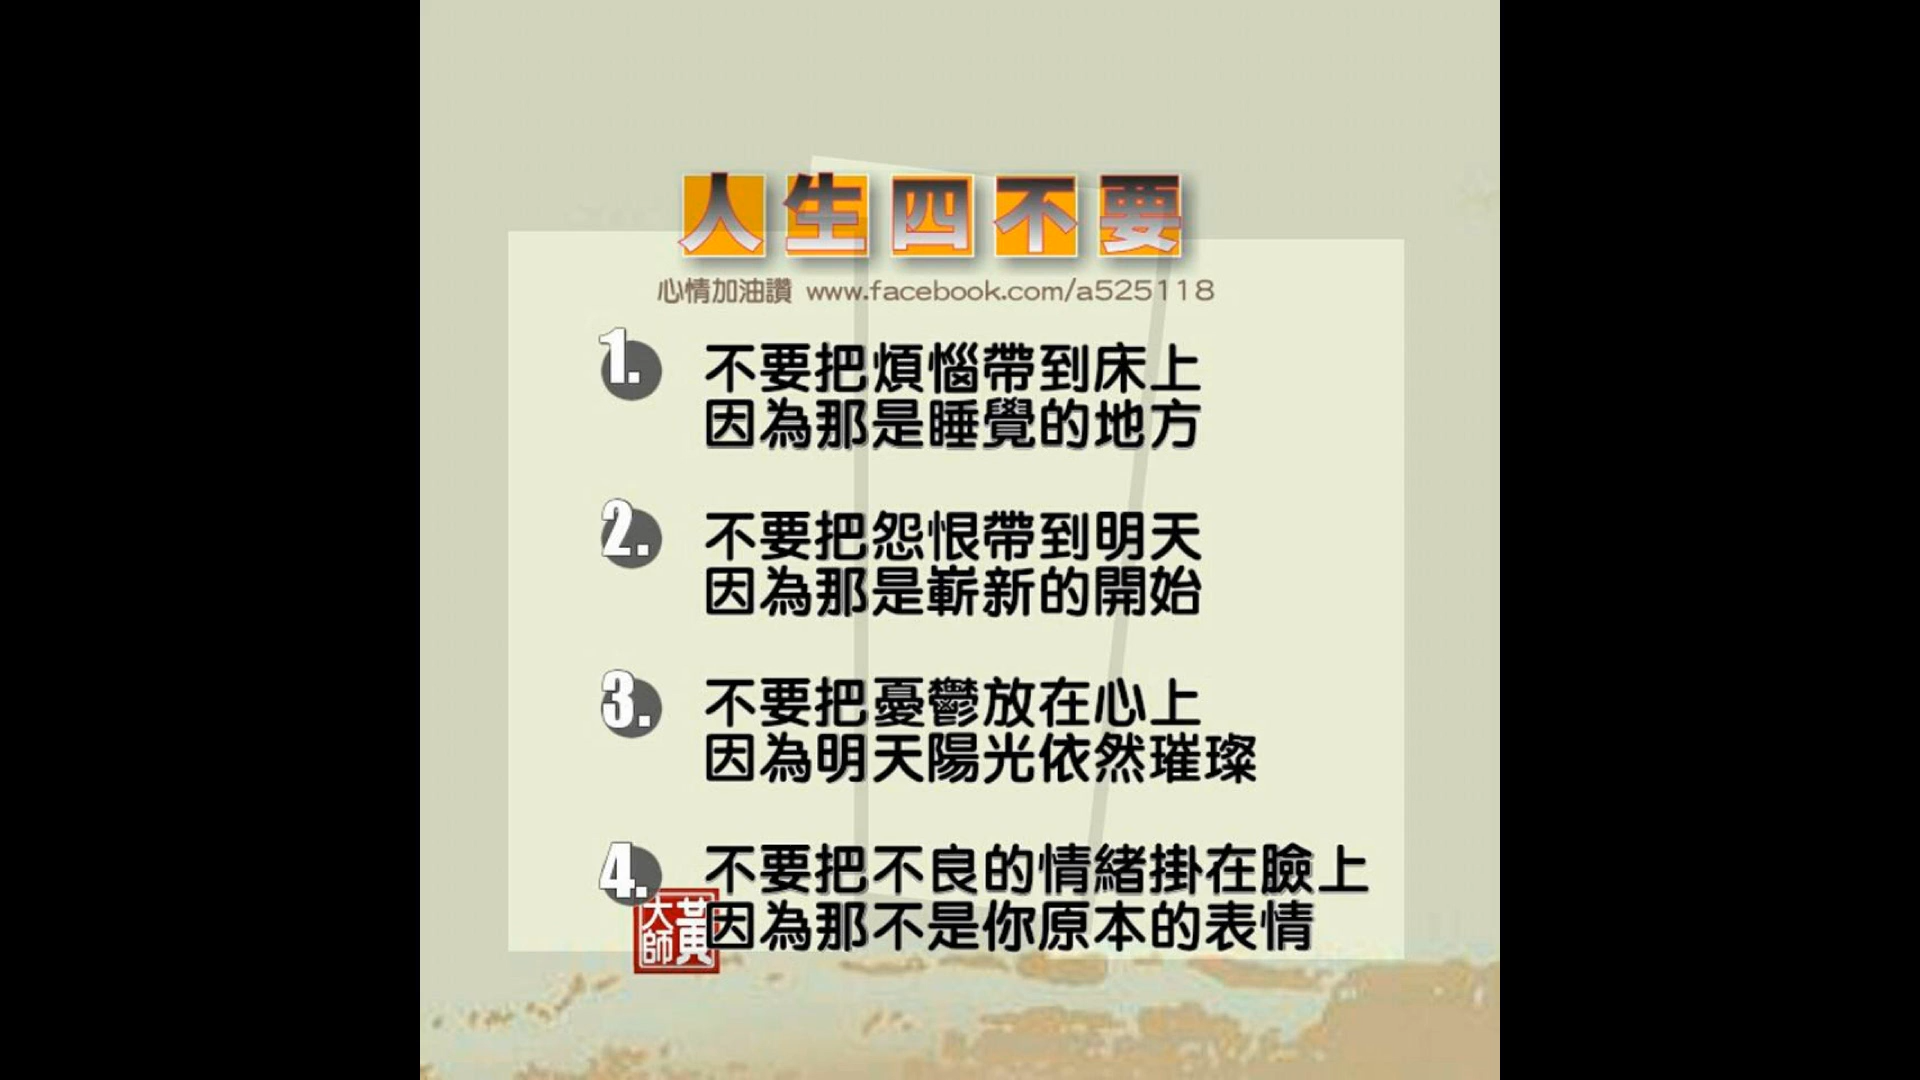 人生四不要
心情加油讚 www.facebook.com/a525118
1. 不要把煩惱帶到床上
因為那是睡覺的地方
2. 不要把怨恨帶到明天
因為那是嶄新的開始
3. 不要把憂鬱放在心上
因為明天陽光依然璀璨
4. 不要把不良的情緒掛在臉上
因為那不是你原本的表情
黃大師